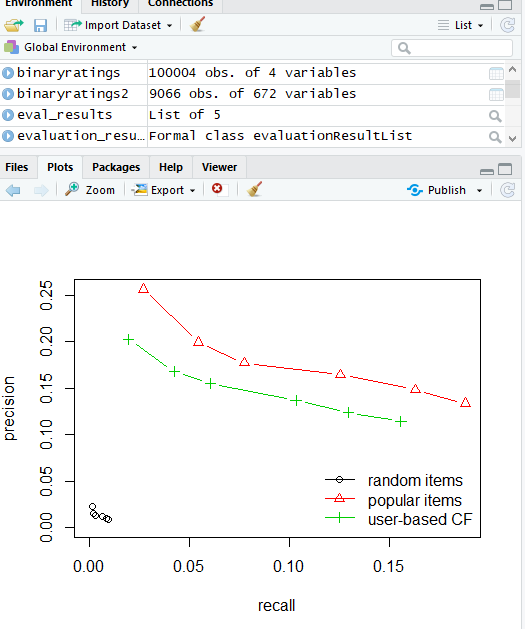 Environment History Connections
Import Dataset List
Global Environment
binaryratings 100004 obs. of 4 variables
binaryratings2 9066 obs. of 672 variables
eval_results List of 5
evaluation_resu… Formal class evaluationResultList
Files Plots Packages Help Viewer
Zoom Export Publish
0.25
0.20
0.15
0.10
0.05
0.00
precision
random items
popular items
user-based CF
0.00 0.05 0.10 0.15
recall